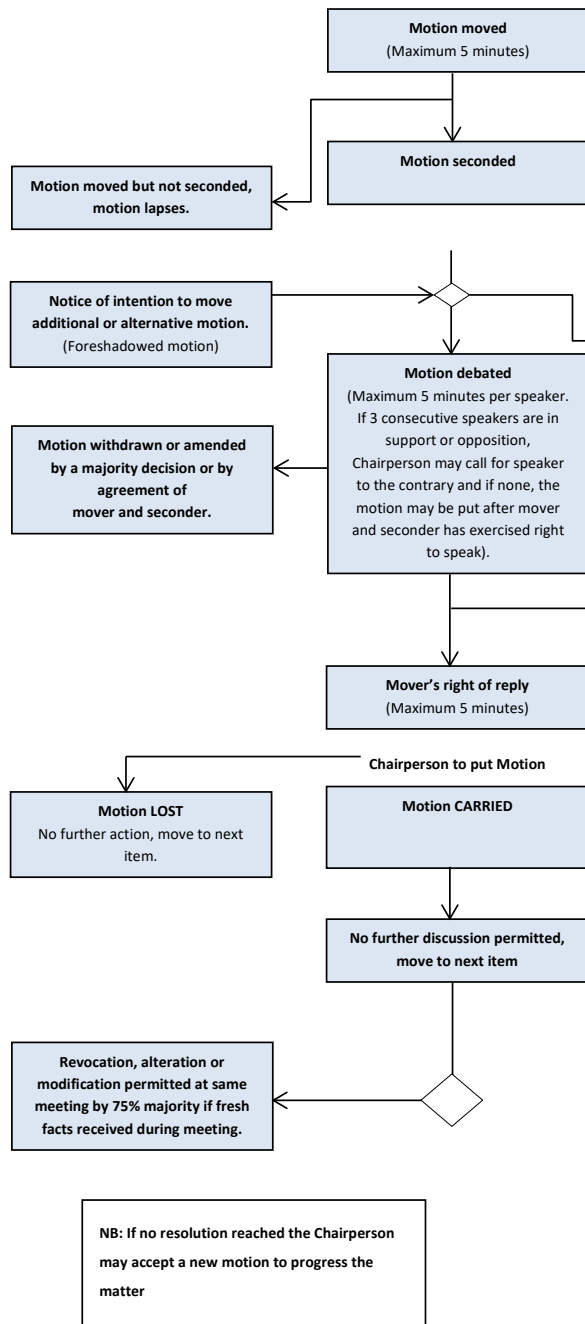 Motion moved
(Maximum 5 minutes)
Motion seconded
Motion moved but not seconded,
motion lapses.
Notice of intention to move
additional or alternative motion.
(Foreshadowed motion)
Motion debated
(Maximum 5 minutes per speaker.
If 3 consecutive speakers are in
support or opposition,
Chairperson may call for speaker
to the contrary and if none, the
motion may be put after mover
and seconder has exercised right
to speak).
Motion withdrawn or amended
by a majority decision or by
agreement of
mover and seconder.
Mover’s right of reply
(Maximum 5 minutes)
Chairperson to put Motion
Motion LOST
No further action, move to next
item.
Motion CARRIED
No further discussion permitted,
move to next item
Revocation, alteration or
modification permitted at same
meeting by 75% majority if fresh
facts received during meeting.
NB: If no resolution reached the Chairperson
may accept a new motion to progress the
matter